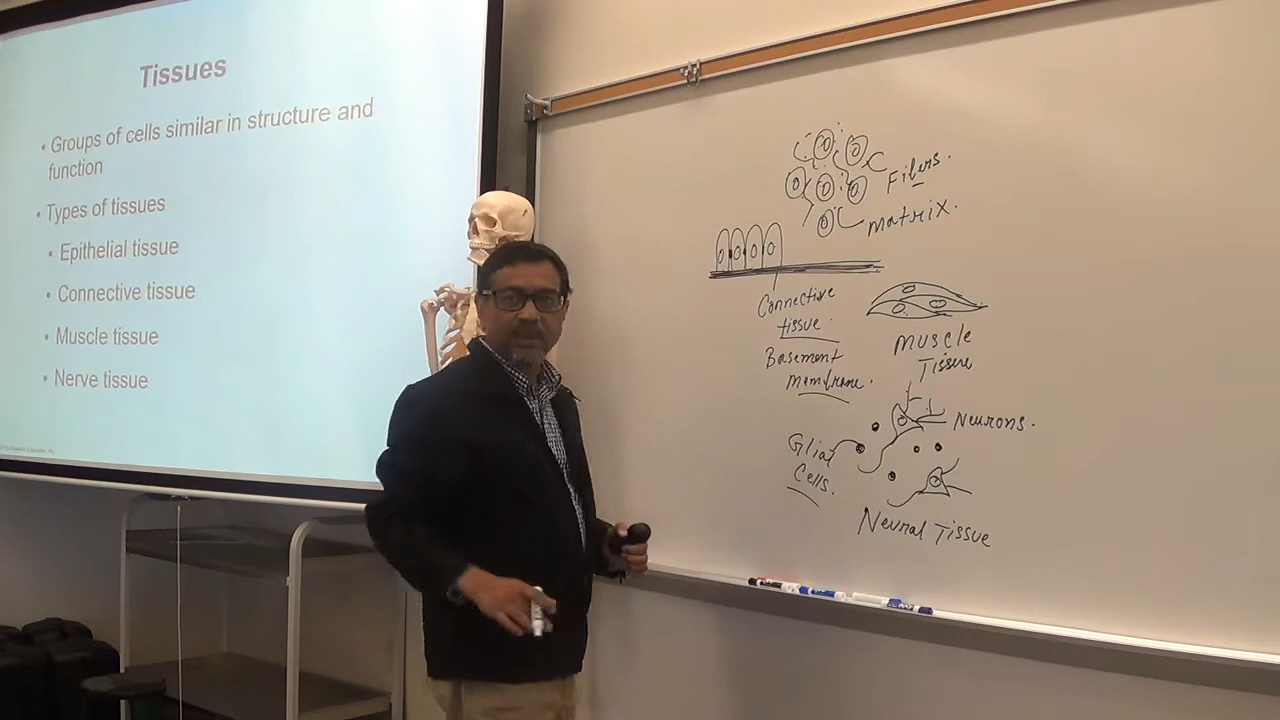 Tissues
• Groups of cells similar in structure and
function
• Types of tissues
• Epithelial tissue
• Connective tissue
• Muscle tissue
• Nerve tissue
Fibers.
Matrix.
Connective
tissue.
Basement
Membrane.
Muscle
Tissue
Neurons.
Glial
Cells.
Neural Tissue